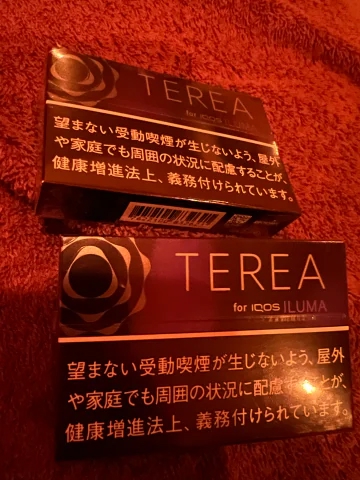 TEREA
for IQOS ILUMA
望まない受動喫煙が生じないよう、屋外
や家庭でも周囲の状況に配慮することが、
健康増進法上、義務付けられています。
TEREA
for IQOS ILUMA
望まない受動喫煙が生じないよう、屋外
や家庭でも周囲の状況に配慮することが、
健康増進法上、義務付けられています。